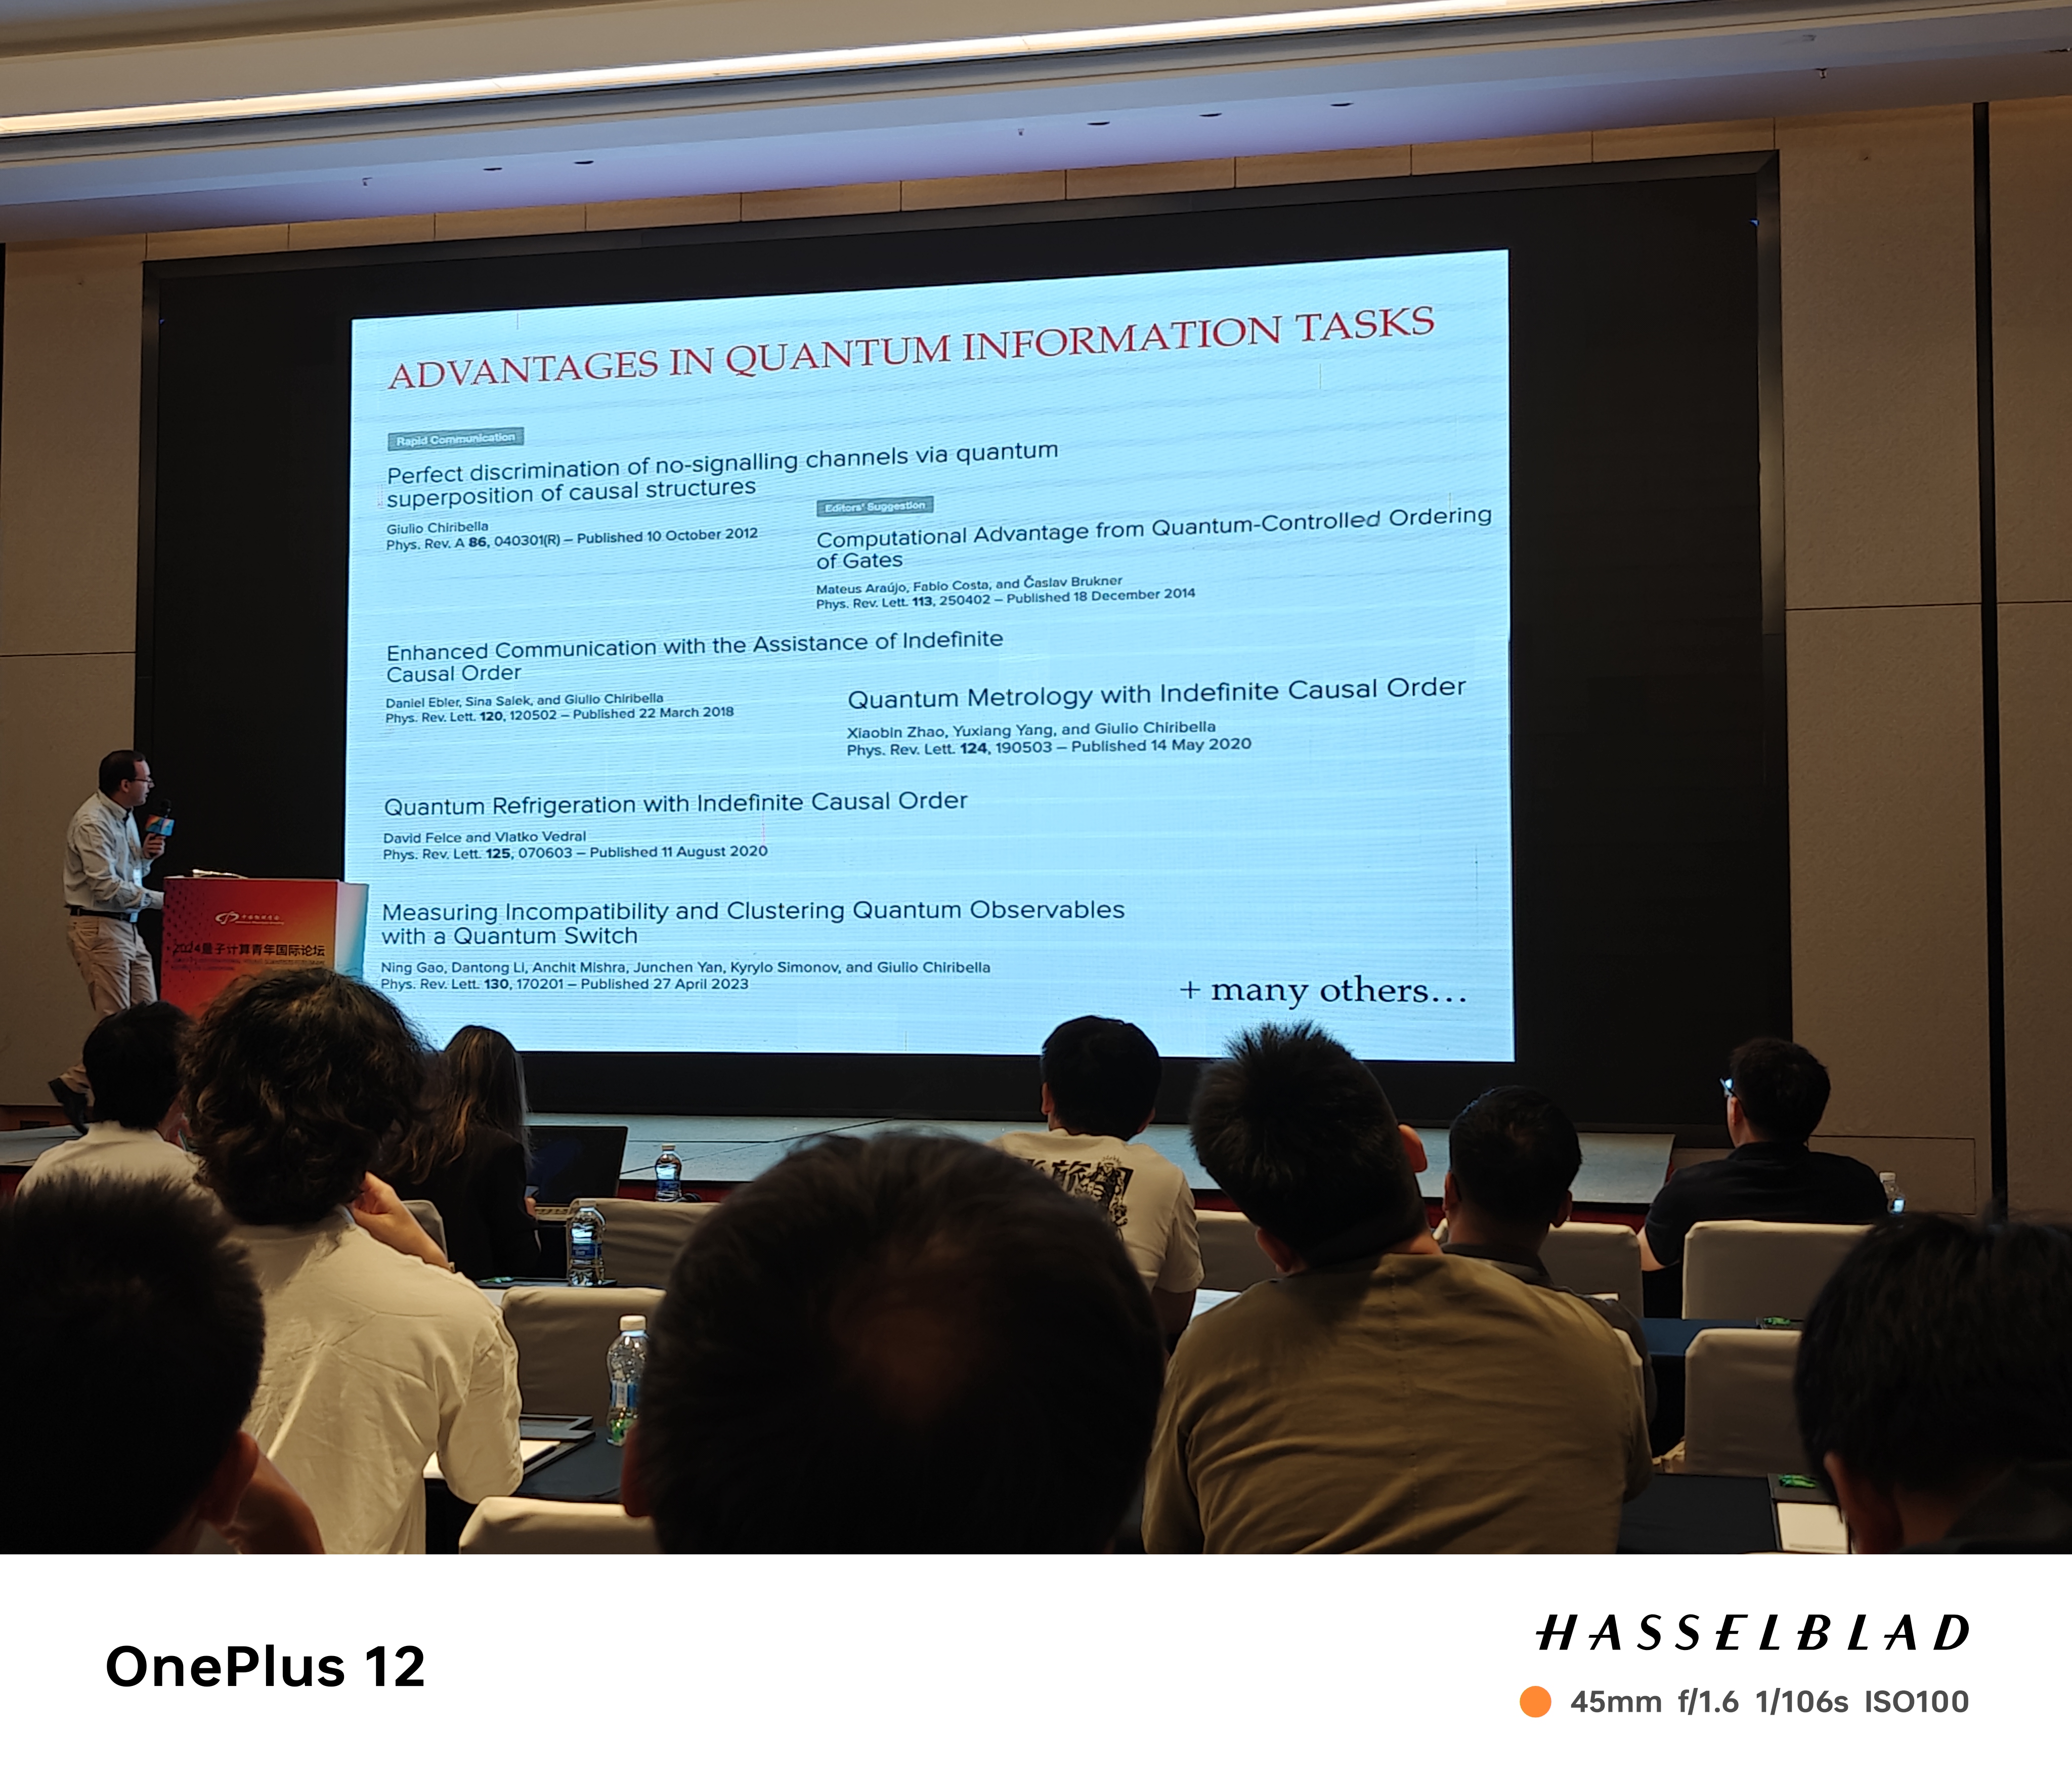 ADVANTAGES IN QUANTUM INFORMATION TASKS
Rapid Communication
Perfect discrimination of no-signalling channels via quantum
superposition of causal structures
Giulio Chiribella
Phys. Rev. A 86, 040301(R) – Published 10 October 2012
Editors' Suggestion
Computational Advantage from Quantum-Controlled Ordering
of Gates
Mateus Araújo, Fabio Costa, and Časlav Brukner
Phys. Rev. Lett. 113, 250402 – Published 18 December 2014
Enhanced Communication with the Assistance of Indefinite
Causal Order
Daniel Ebler, Sina Salek, and Giulio Chiribella
Phys. Rev. Lett. 120, 120502 – Published 22 March 2018
Quantum Metrology with Indefinite Causal Order
Xiaobin Zhao, Yuxiang Yang, and Giulio Chiribella
Phys. Rev. Lett. 124, 190503 – Published 14 May 2020
Quantum Refrigeration with Indefinite Causal Order
David Felce and Vlatko Vedral
Phys. Rev. Lett. 125, 070603 – Published 11 August 2020
Measuring Incompatibility and Clustering Quantum Observables
with a Quantum Switch
Ning Gao, Dantong Li, Anchit Mishra, Junchen Yan, Kyrylo Simonov, and Giulio Chiribella
Phys. Rev. Lett. 130, 170201 – Published 27 April 2023
+ many others...
2024量子计算青年国际论坛
OnePlus 12
HASSELBLAD
45mm f/1.6 1/106s ISO100